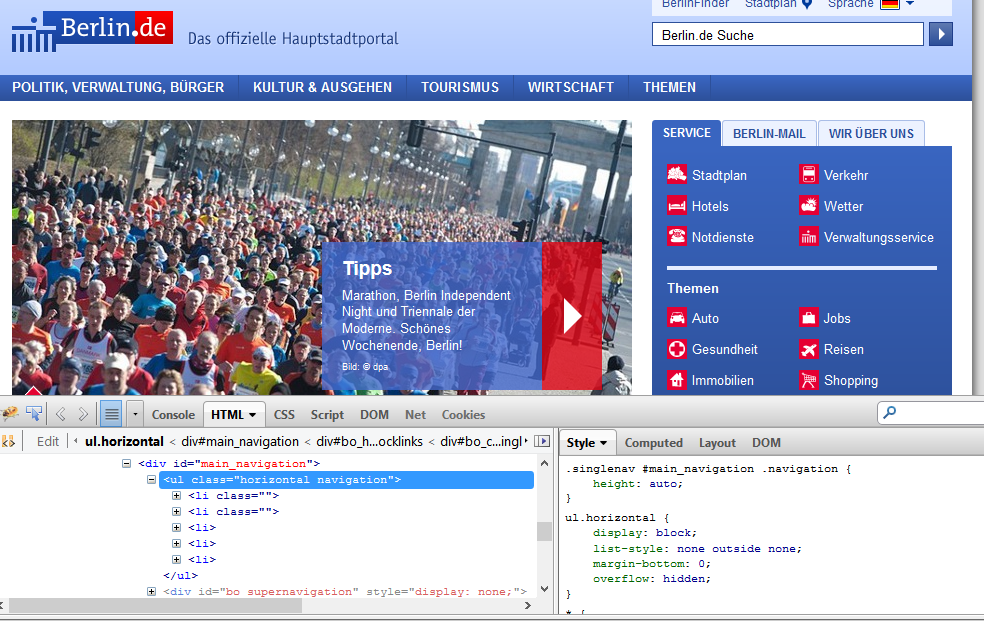 BerlinFinder Stadtplan Sprache
Berlin.de
Das offizielle Hauptstadtportal
Berlin.de Suche
POLITIK, VERWALTUNG, BÜRGER KULTUR & AUSGEHEN TOURISMUS WIRTSCHAFT THEMEN
SERVICE BERLIN-MAIL WIR ÜBER UNS
Stadtplan Verkehr
Hotels Wetter
Notdienste Verwaltungsservice
Themen
Auto Jobs
Gesundheit Reisen
Immobilien Shopping
Tipps
Marathon, Berlin Independent
Night und Triennale der
Moderne. Schönes
Wochenende, Berlin!
Bild: © dpa
Console HTML CSS Script DOM Net Cookies
Edit ul.horizontal < div#main_navigation < div#bo_h...ocklinks < div#bo_c...ingl
<div id="main_navigation">
<ul class="horizontal navigation">
<li class="">
<li class="">
<li>
<li>
<li>
</ul>
<div id="bo_supernavigation" style="display: none;">
Style Computed Layout DOM
.singlenav #main_navigation .navigation {
height: auto;
}
ul.horizontal {
display: block;
list-style: none outside none;
margin-bottom: 0;
overflow: hidden;
}
* {